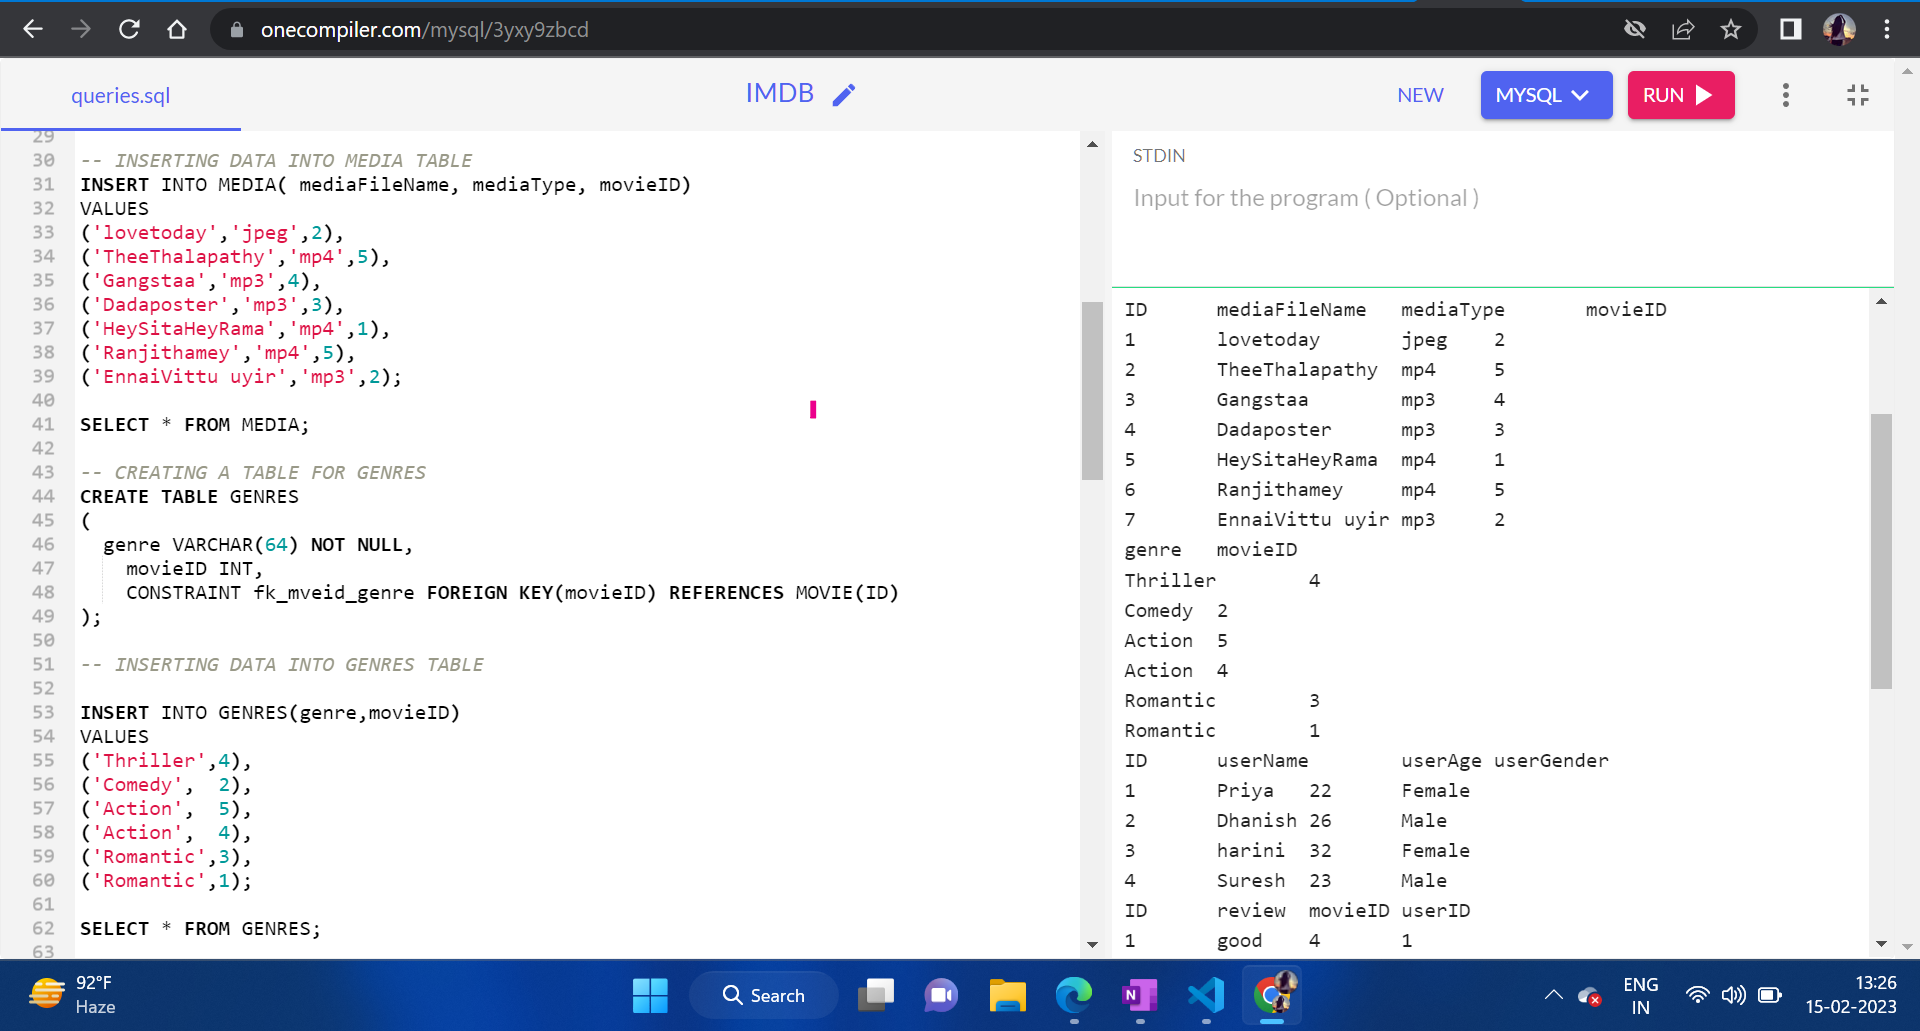 onecompiler.com/mysql/3yxy9zbcd
queries.sql
IMDB
NEW
MYSQL
RUN
29
30 -- INSERTING DATA INTO MEDIA TABLE
31 INSERT INTO MEDIA( mediaFileName, mediaType, movieID)
32 VALUES
33 ('lovetoday','jpeg',2),
34 ('TheeThalapathy','mp4',5),
35 ('Gangstaa','mp3',4),
36 ('Dadaposter','mp3',3),
37 ('HeySitaHeyRama','mp4',1),
38 ('Ranjithamey','mp4',5),
39 ('EnnaiVittu uyir','mp3',2);
40
41 SELECT * FROM MEDIA;
42
43 -- CREATING A TABLE FOR GENRES
44 CREATE TABLE GENRES
45 (
46 genre VARCHAR(64) NOT NULL,
47 movieID INT,
48 CONSTRAINT fk_mveid_genre FOREIGN KEY(movieID) REFERENCES MOVIE(ID)
49 );
50
51 -- INSERTING DATA INTO GENRES TABLE
52
53 INSERT INTO GENRES(genre,movieID)
54 VALUES
55 ('Thriller',4),
56 ('Comedy', 2),
57 ('Action', 5),
58 ('Action', 4),
59 ('Romantic',3),
60 ('Romantic',1);
61
62 SELECT * FROM GENRES;
63
STDIN
Input for the program ( Optional )
ID mediaFileName mediaType movieID
1 lovetoday jpeg 2
2 TheeThalapathy mp4 5
3 Gangstaa mp3 4
4 Dadaposter mp3 3
5 HeySitaHeyRama mp4 1
6 Ranjithamey mp4 5
7 EnnaiVittu uyir mp3 2
genre movieID
Thriller 4
Comedy 2
Action 5
Action 4
Romantic 3
Romantic 1
ID userName userAge userGender
1 Priya 22 Female
2 Dhanish 26 Male
3 harini 32 Female
4 Suresh 23 Male
ID review movieID userID
1 good 4 1
92°F
Haze
Search
N
ENG
IN
13:26
15-02-2023